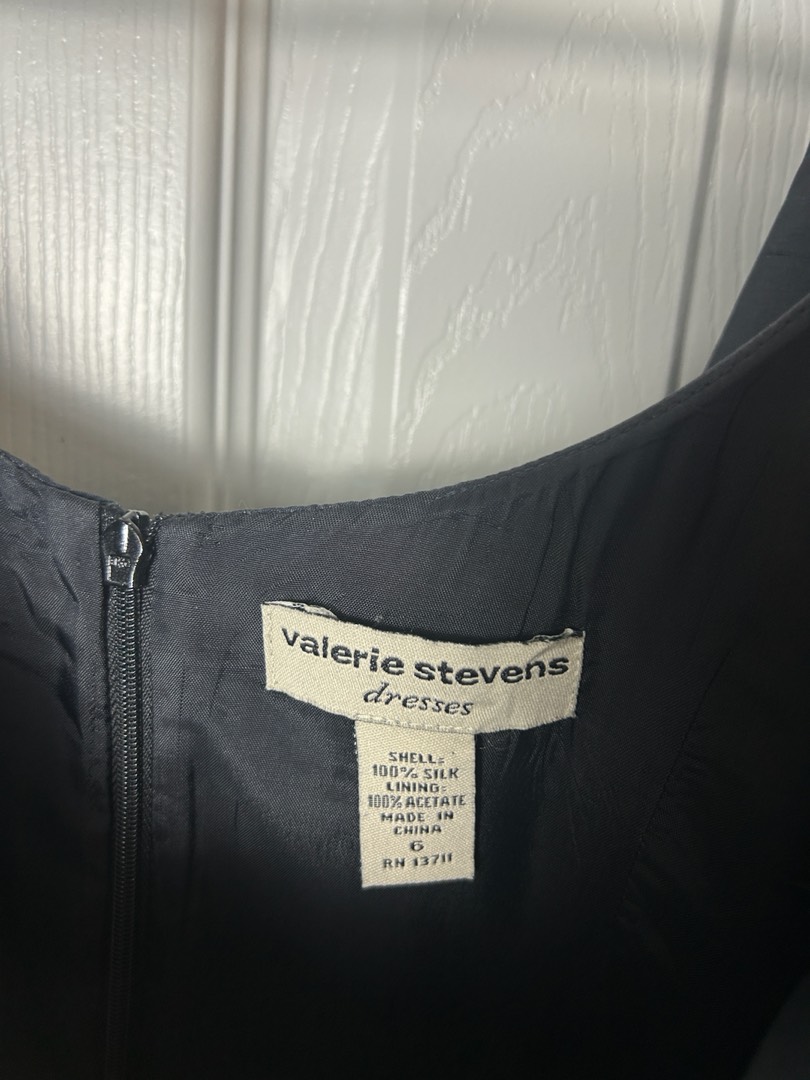 valerie stevens
dresses
SHELL:
100% SILK
LINING:
100% ACETATE
MADE IN
CHINA
6
RN 13711